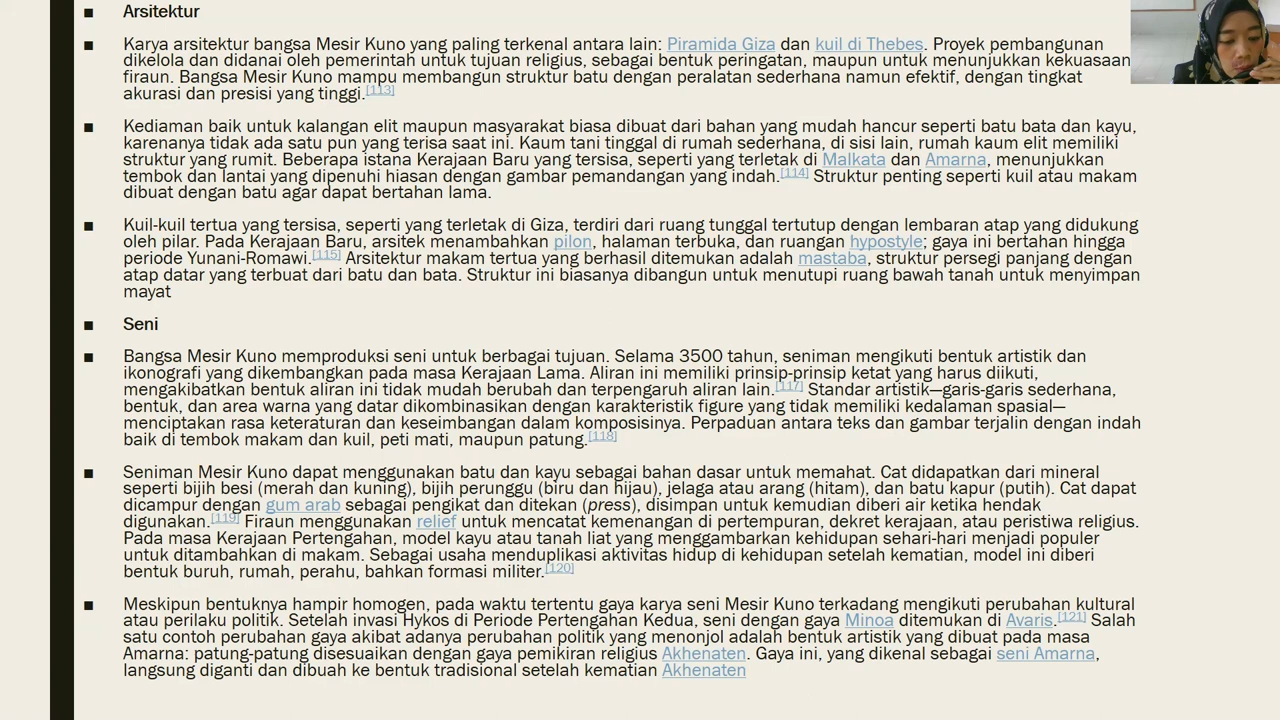 ■ Arsitektur
■ Karya arsitektur bangsa Mesir Kuno yang paling terkenal antara lain: Piramida Giza dan kuil di Thebes. Proyek pembangunan
dikelola dan didanai oleh pemerintah untuk tujuan religius, sebagai bentuk peringatan, maupun untuk menunjukkan kekuasaan
firaun. Bangsa Mesir Kuno mampu membangun struktur batu dengan peralatan sederhana namun efektif, dengan tingkat
akurasi dan presisi yang tinggi.[113]
■ Kediaman baik untuk kalangan elit maupun masyarakat biasa dibuat dari bahan yang mudah hancur seperti batu bata dan kayu,
karenanya tidak ada satu pun yang terisa saat ini. Kaum tani tinggal di rumah sederhana, di sisi lain, rumah kaum elit memiliki
struktur yang rumit. Beberapa istana Kerajaan Baru yang tersisa, seperti yang terletak di Malkata dan Amarna, menunjukkan
tembok dan lantai yang dipenuhi hiasan dengan gambar pemandangan yang indah.[114] Struktur penting seperti kuil atau makam
dibuat dengan batu agar dapat bertahan lama.
■ Kuil-kuil tertua yang tersisa, seperti yang terletak di Giza, terdiri dari ruang tunggal tertutup dengan lembaran atap yang didukung
oleh pilar. Pada Kerajaan Baru, arsitek menambahkan pilon, halaman terbuka, dan ruangan hypostyle; gaya ini bertahan hingga
periode Yunani-Romawi.[115] Arsitektur makam tertua yang berhasil ditemukan adalah mastaba, struktur persegi panjang dengan
atap datar yang terbuat dari batu dan bata. Struktur ini biasanya dibangun untuk menutupi ruang bawah tanah untuk menyimpan
mayat
■ Seni
■ Bangsa Mesir Kuno memproduksi seni untuk berbagai tujuan. Selama 3500 tahun, seniman mengikuti bentuk artistik dan
ikonografi yang dikembangkan pada masa Kerajaan Lama. Aliran ini memiliki prinsip-prinsip ketat yang harus diikuti,
mengakibatkan bentuk aliran ini tidak mudah berubah dan terpengaruh aliran lain.[117] Standar artistik—garis-garis sederhana,
bentuk, dan area warna yang datar dikombinasikan dengan karakteristik figure yang tidak memiliki kedalaman spasial—
menciptakan rasa keteraturan dan keseimbangan dalam komposisinya. Perpaduan antara teks dan gambar terjalin dengan indah
baik di tembok makam dan kuil, peti mati, maupun patung.[118]
■ Seniman Mesir Kuno dapat menggunakan batu dan kayu sebagai bahan dasar untuk memahat. Cat didapatkan dari mineral
seperti bijih besi (merah dan kuning), bijih perunggu (biru dan hijau), jelaga atau arang (hitam), dan batu kapur (putih). Cat dapat
dicampur dengan gum arab sebagai pengikat dan ditekan (press), disimpan untuk kemudian diberi air ketika hendak
digunakan.[119] Firaun menggunakan relief untuk mencatat kemenangan di pertempuran, dekret kerajaan, atau peristiwa religius.
Pada masa Kerajaan Pertengahan, model kayu atau tanah liat yang menggambarkan kehidupan sehari-hari menjadi populer
untuk ditambahkan di makam. Sebagai usaha menduplikasi aktivitas hidup di kehidupan setelah kematian, model ini diberi
bentuk buruh, rumah, perahu, bahkan formasi militer.[120]
■ Meskipun bentuknya hampir homogen, pada waktu tertentu gaya karya seni Mesir Kuno terkadang mengikuti perubahan kultural
atau perilaku politik. Setelah invasi Hykos di Periode Pertengahan Kedua, seni dengan gaya Minoa ditemukan di Avaris.[121] Salah
satu contoh perubahan gaya akibat adanya perubahan politik yang menonjol adalah bentuk artistik yang dibuat pada masa
Amarna: patung-patung disesuaikan dengan gaya pemikiran religius Akhenaten. Gaya ini, yang dikenal sebagai seni Amarna,
langsung diganti dan dibuah ke bentuk tradisional setelah kematian Akhenaten